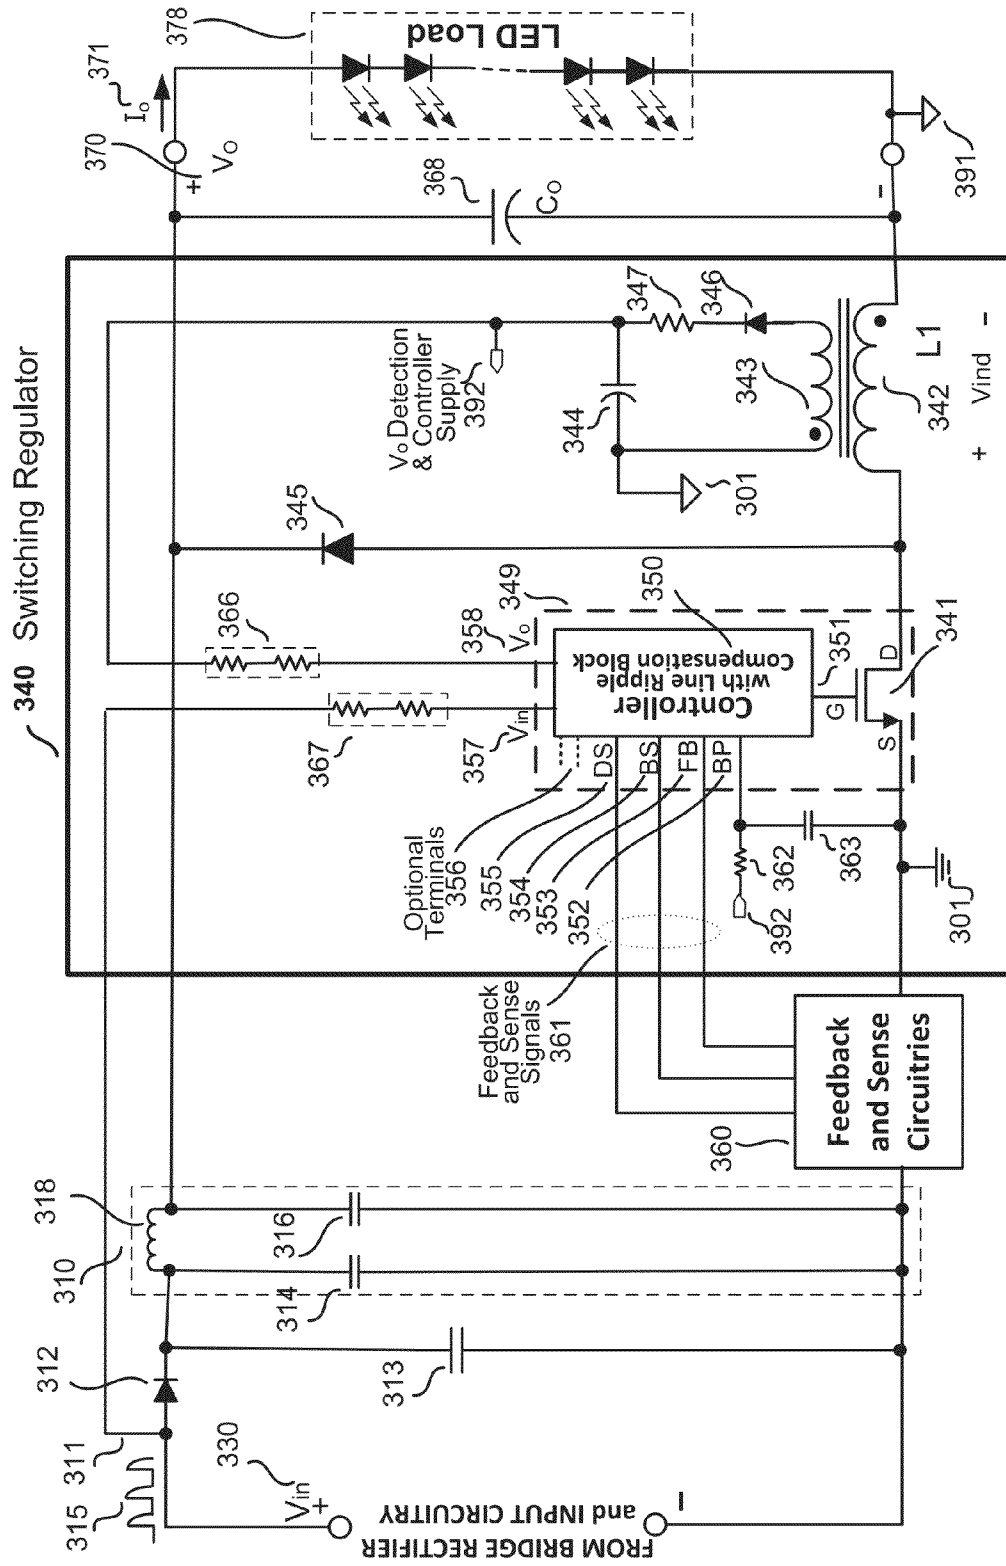 340 Switching Regulator
FROM BRIDGE RECTIFIER
and INPUT CIRCUITRY
Vin
+
–
330
315
311
312
313
310
318
314
316
360
Feedback
and Sense
Circuitries
Feedback
and Sense
Signals
361
Optional
Terminals
356
355
354
353
352
392
362
363
301
367
366
357
Vin
358
VO
349
DS
BS
FB
BP
Controller
with Line Ripple
Compensation Block
350
351
G
S
D
341
345
VO Detection
& Controller
Supply
392
344
301
347
346
343
342
L1
+ Vind –
368
CO
370
+
VO
IO
371
–
391
378
LED Load